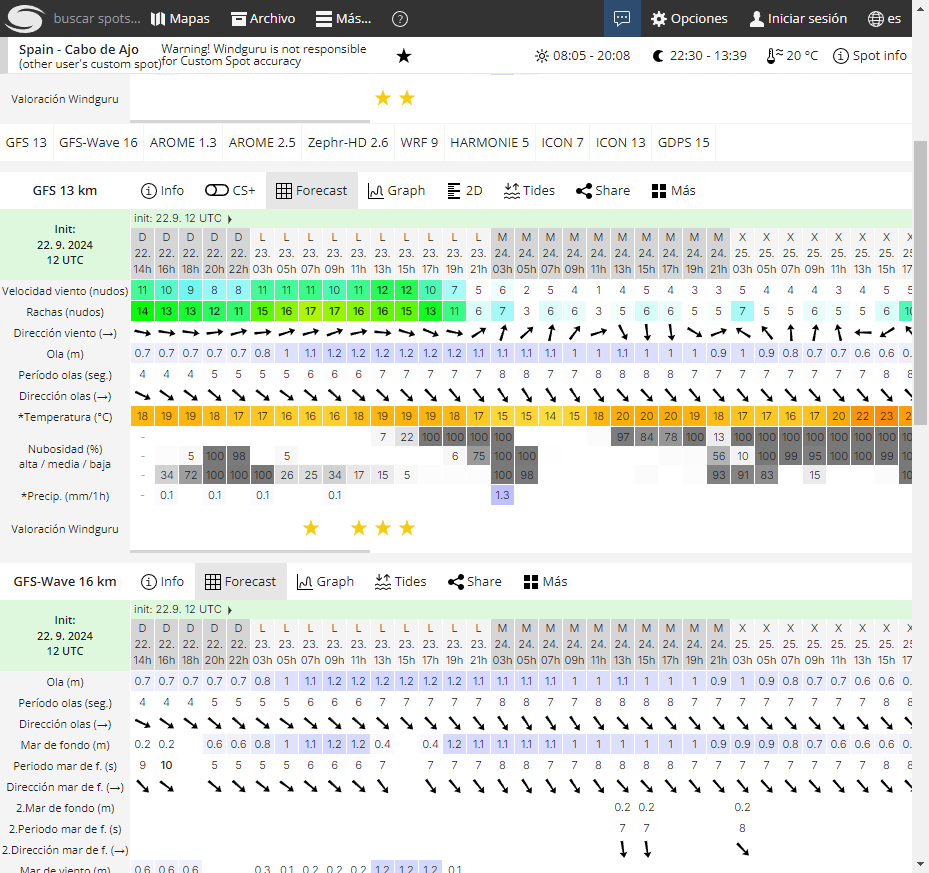 buscar spots... Mapas Archivo Más... ? Opciones Iniciar sesión es
Spain - Cabo de Ajo
(other user's custom spot)
Warning! Windguru is not responsible
for Custom Spot accuracy
08:05 - 20:08 22:30 - 13:39 20 °C Spot info
Valoración Windguru
GFS 13 GFS-Wave 16 AROME 1.3 AROME 2.5 Zephr-HD 2.6 WRF 9 HARMONIE 5 ICON 7 ICON 13 GDPS 15
GFS 13 km Info CS+ Forecast Graph 2D Tides Share Más
Init:
22. 9. 2024
12 UTC
init: 22.9. 12 UTC
D D D D D L L L L L L L L L L M M M M M M M M M M X X X X X X X
22. 22. 22. 22. 22. 23. 23. 23. 23. 23. 23. 23. 23. 23. 23. 24. 24. 24. 24. 24. 24. 24. 24. 24. 24. 25. 25. 25. 25. 25. 25. 25.
14h 16h 18h 20h 22h 03h 05h 07h 09h 11h 13h 15h 17h 19h 21h 03h 05h 07h 09h 11h 13h 15h 17h 19h 21h 03h 05h 07h 09h 11h 13h 15h 17
Velocidad viento (nudos) 11 10 9 8 8 11 11 11 10 11 12 12 10 7 5 6 2 5 4 1 4 5 4 3 3 5 4 4 4 3 4 5
Rachas (nudos) 14 13 13 12 11 15 16 17 17 16 16 15 13 11 6 7 3 6 6 3 5 6 6 5 5 7 5 5 6 5 5 6 10
Dirección viento (→)
Ola (m) 0.7 0.7 0.7 0.7 0.7 0.8 1 1.1 1.2 1.2 1.2 1.2 1.2 1.2 1.1 1.1 1.1 1.1 1 1 1.1 1 1 1 0.9 1 0.9 0.8 0.7 0.7 0.6 0.6 0.
Período olas (seg.) 4 4 4 5 5 5 5 6 6 6 7 7 7 7 7 8 8 7 7 8 8 8 8 7 7 7 7 7 7 7 7 8 8
Dirección olas (→)
*Temperatura (°C) 18 19 19 18 17 17 16 16 16 18 19 19 19 18 17 15 15 14 15 18 20 20 20 19 18 17 17 16 17 20 22 23 2
Nubosidad (%)
alta / media / baja
- 7 22 100 100 100 100 97 84 78 100 13 100 100 100 100 100 100 100 10
- 5 100 98 5 6 75 100 100 56 10 100 99 95 100 100 99 10
- 34 72 100 100 100 26 25 34 17 15 5 100 98 93 91 83 15 10
*Precip. (mm/1h) - 0.1 0.1 0.1 0.1 1.3
Valoración Windguru
GFS-Wave 16 km Info Forecast Graph Tides Share Más
Init:
22. 9. 2024
12 UTC
init: 22.9. 12 UTC
D D D D D L L L L L L L L L L M M M M M M M M M M X X X X X X X
22. 22. 22. 22. 22. 23. 23. 23. 23. 23. 23. 23. 23. 23. 23. 24. 24. 24. 24. 24. 24. 24. 24. 24. 24. 25. 25. 25. 25. 25. 25. 25.
14h 16h 18h 20h 22h 03h 05h 07h 09h 11h 13h 15h 17h 19h 21h 03h 05h 07h 09h 11h 13h 15h 17h 19h 21h 03h 05h 07h 09h 11h 13h 15h 17
Ola (m) 0.7 0.7 0.7 0.7 0.7 0.8 1 1.1 1.2 1.2 1.2 1.2 1.2 1.2 1.1 1.1 1.1 1.1 1 1 1.1 1 1 1 0.9 1 0.9 0.8 0.7 0.7 0.6 0.6 0.
Período olas (seg.) 4 4 4 5 5 5 5 6 6 6 7 7 7 7 7 8 8 7 7 8 8 8 8 7 7 7 7 7 7 7 7 8 8
Dirección olas (→)
Mar de fondo (m) 0.2 0.2 0.6 0.6 0.8 1 1.1 1.2 1.2 0.4 0.4 1.2 1.1 1.1 1.1 1.1 1 1 1 1 1 0.9 0.9 0.9 0.9 0.8 0.7 0.6 0.6 0.6 0.
Periodo mar de f. (s) 9 10 5 5 5 5 6 6 6 7 7 7 7 8 8 7 7 8 8 8 8 7 7 7 7 7 7 7 7 8 8
Dirección mar de f. (→)
2.Mar de fondo (m) 0.2 0.2 0.2
2.Periodo mar de f. (s) 7 7 8
2.Dirección mar de f. (→)
Mar de viento (m) 0.6 0.6 0.6 0.3 0.1 0.2 0.2 0.2 1.2 1.2 1.2 0.1